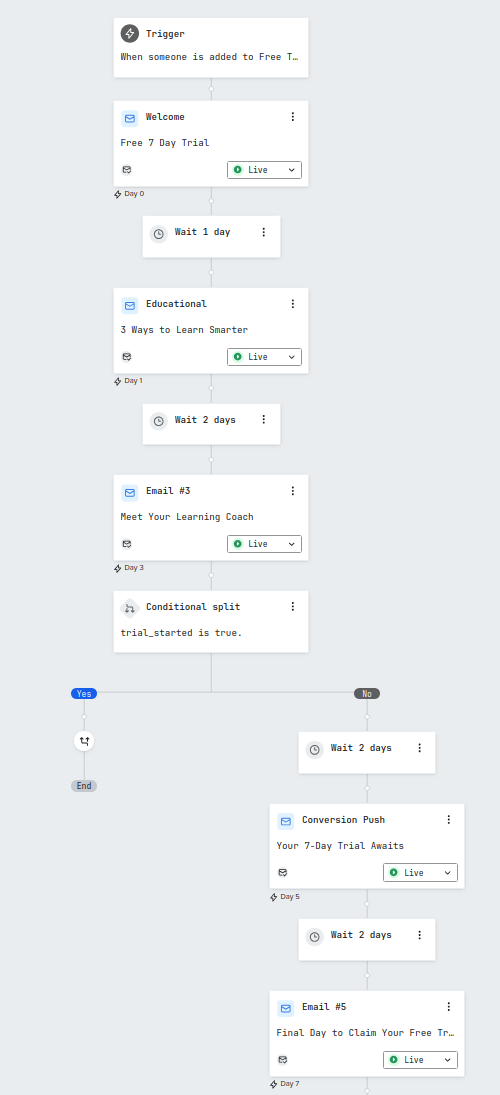 Trigger
When someone is added to Free T…
Welcome
Free 7 Day Trial
Live
Day 0
Wait 1 day
Educational
3 Ways to Learn Smarter
Live
Day 1
Wait 2 days
Email #3
Meet Your Learning Coach
Live
Day 3
Conditional split
trial_started is true.
Yes
No
Wait 2 days
End
Conversion Push
Your 7-Day Trial Awaits
Live
Day 5
Wait 2 days
Email #5
Final Day to Claim Your Free Tr…
Live
Day 7